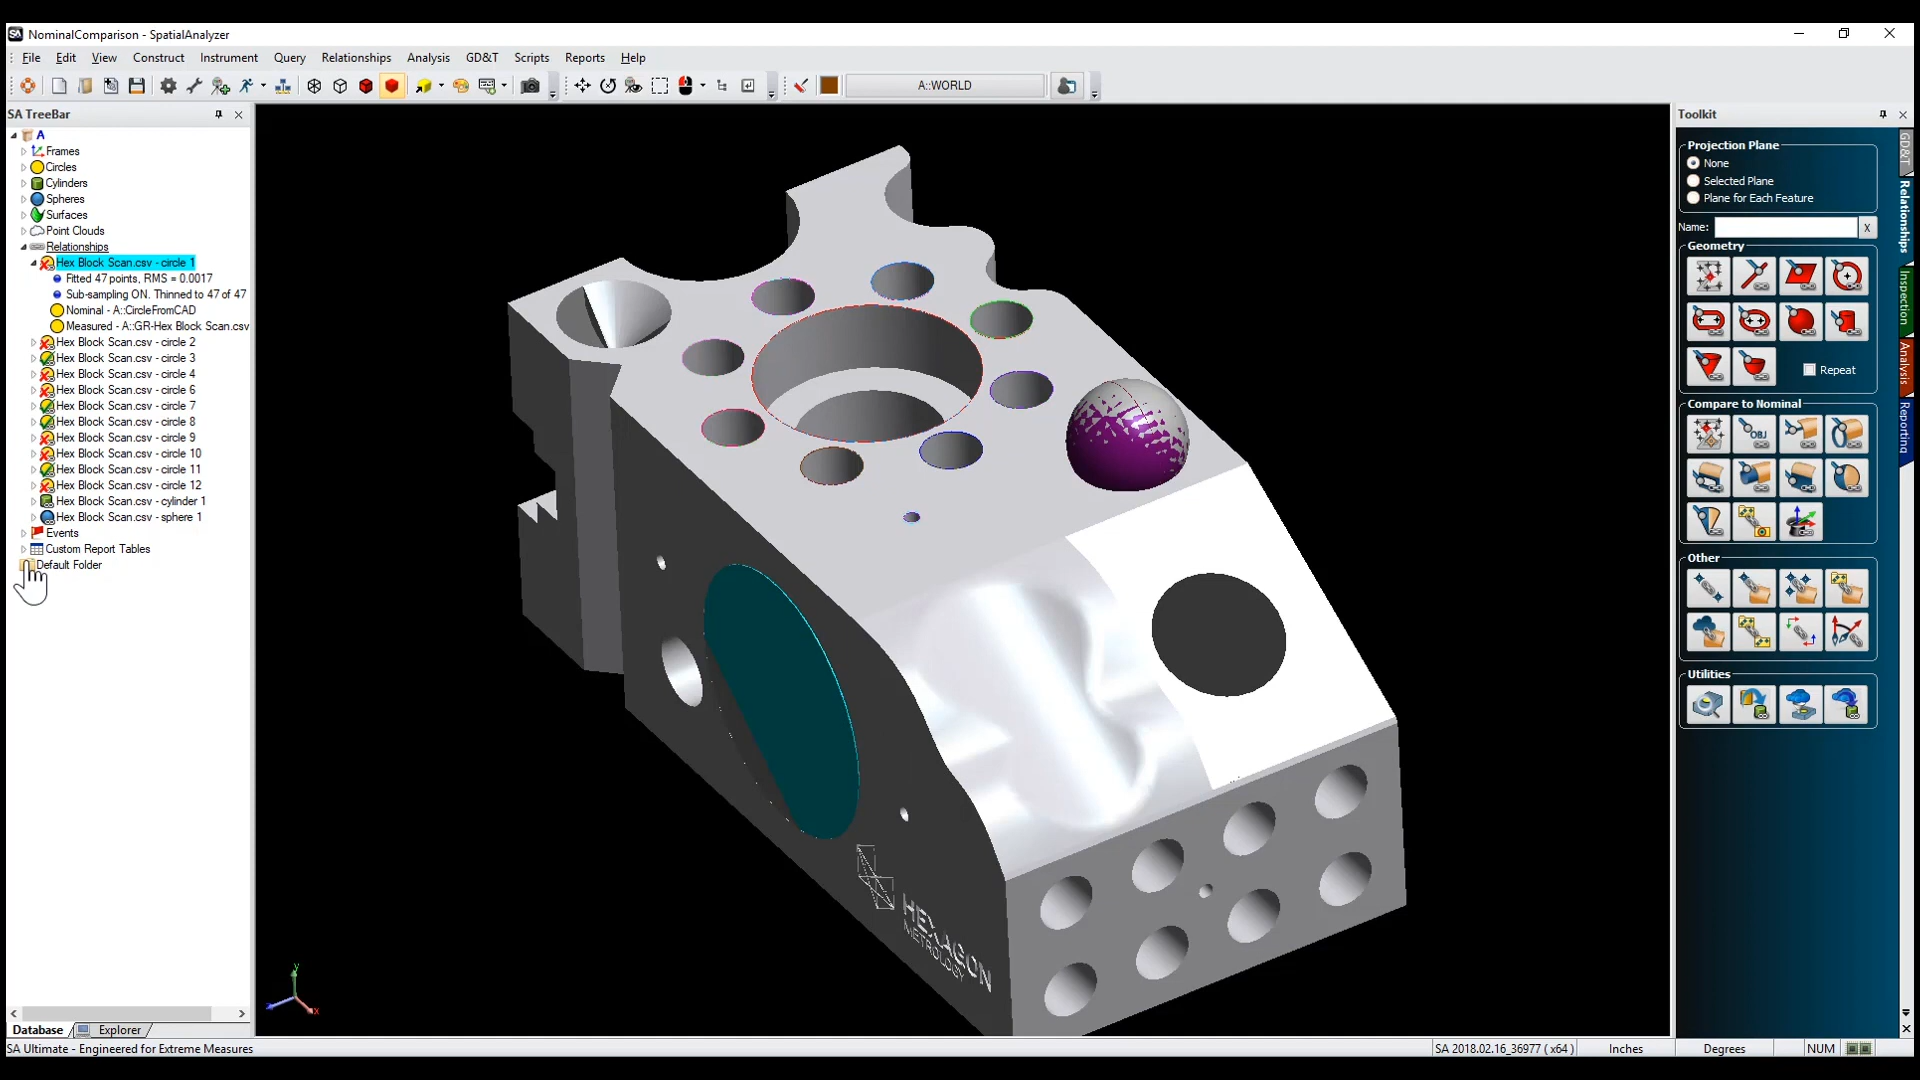 NominalComparison - SpatialAnalyzer
File Edit View Construct Instrument Query Relationships Analysis GD&T Scripts Reports Help
A::WORLD
SA TreeBar
A
Frames
Circles
Cylinders
Spheres
Surfaces
Point Clouds
Relationships
Hex Block Scan.csv - circle 1
Fitted 47 points, RMS = 0.0017
Sub-sampling ON. Thinned to 47 of 47
Nominal - A::CircleFromCAD
Measured - A::GR-Hex Block Scan.csv
Hex Block Scan.csv - circle 2
Hex Block Scan.csv - circle 3
Hex Block Scan.csv - circle 4
Hex Block Scan.csv - circle 6
Hex Block Scan.csv - circle 7
Hex Block Scan.csv - circle 8
Hex Block Scan.csv - circle 9
Hex Block Scan.csv - circle 10
Hex Block Scan.csv - circle 11
Hex Block Scan.csv - circle 12
Hex Block Scan.csv - cylinder 1
Hex Block Scan.csv - sphere 1
Events
Custom Report Tables
Default Folder
Database Explorer
HEXAGON
METROLOGY
Y
X
Z
Toolkit
Projection Plane
None
Selected Plane
Plane for Each Feature
Name: X
Geometry
Repeat
Compare to Nominal
OBJ
Other
Utilities
GD&T
Relationships
Inspection
Analysis
Reporting
SA Ultimate - Engineered for Extreme Measures
SA 2018.02.16_36977 (x64) Inches Degrees NUM